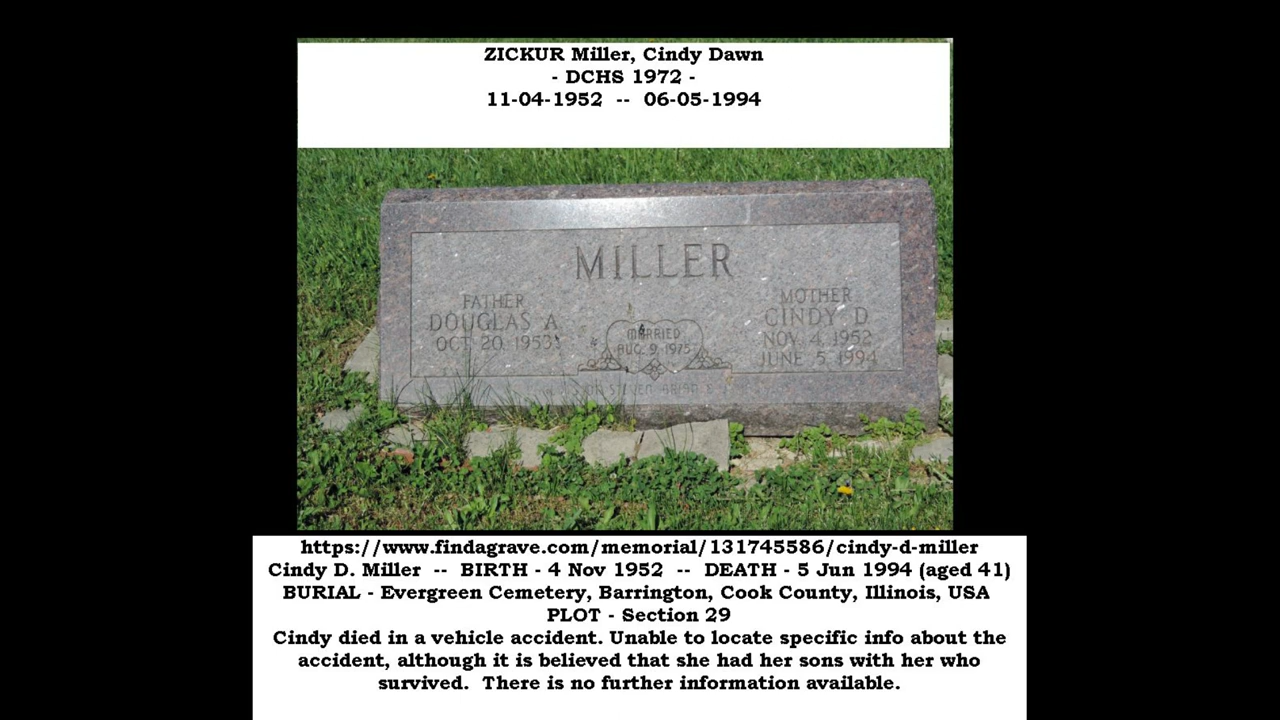 ZICKUR Miller, Cindy Dawn
- DCHS 1972 -
11-04-1952 -- 06-05-1994
MILLER
FATHER
DOUGLAS A.
OCT. 20, 1953
MARRIED
AUG. 9, 1975
MOTHER
CINDY D.
NOV. 4, 1952
JUNE 5, 1994
STEVEN BRIAN
https://www.findagrave.com/memorial/131745586/cindy-d-miller
Cindy D. Miller -- BIRTH - 4 Nov 1952 -- DEATH - 5 Jun 1994 (aged 41)
BURIAL - Evergreen Cemetery, Barrington, Cook County, Illinois, USA
PLOT - Section 29
Cindy died in a vehicle accident. Unable to locate specific info about the
accident, although it is believed that she had her sons with her who
survived. There is no further information available.